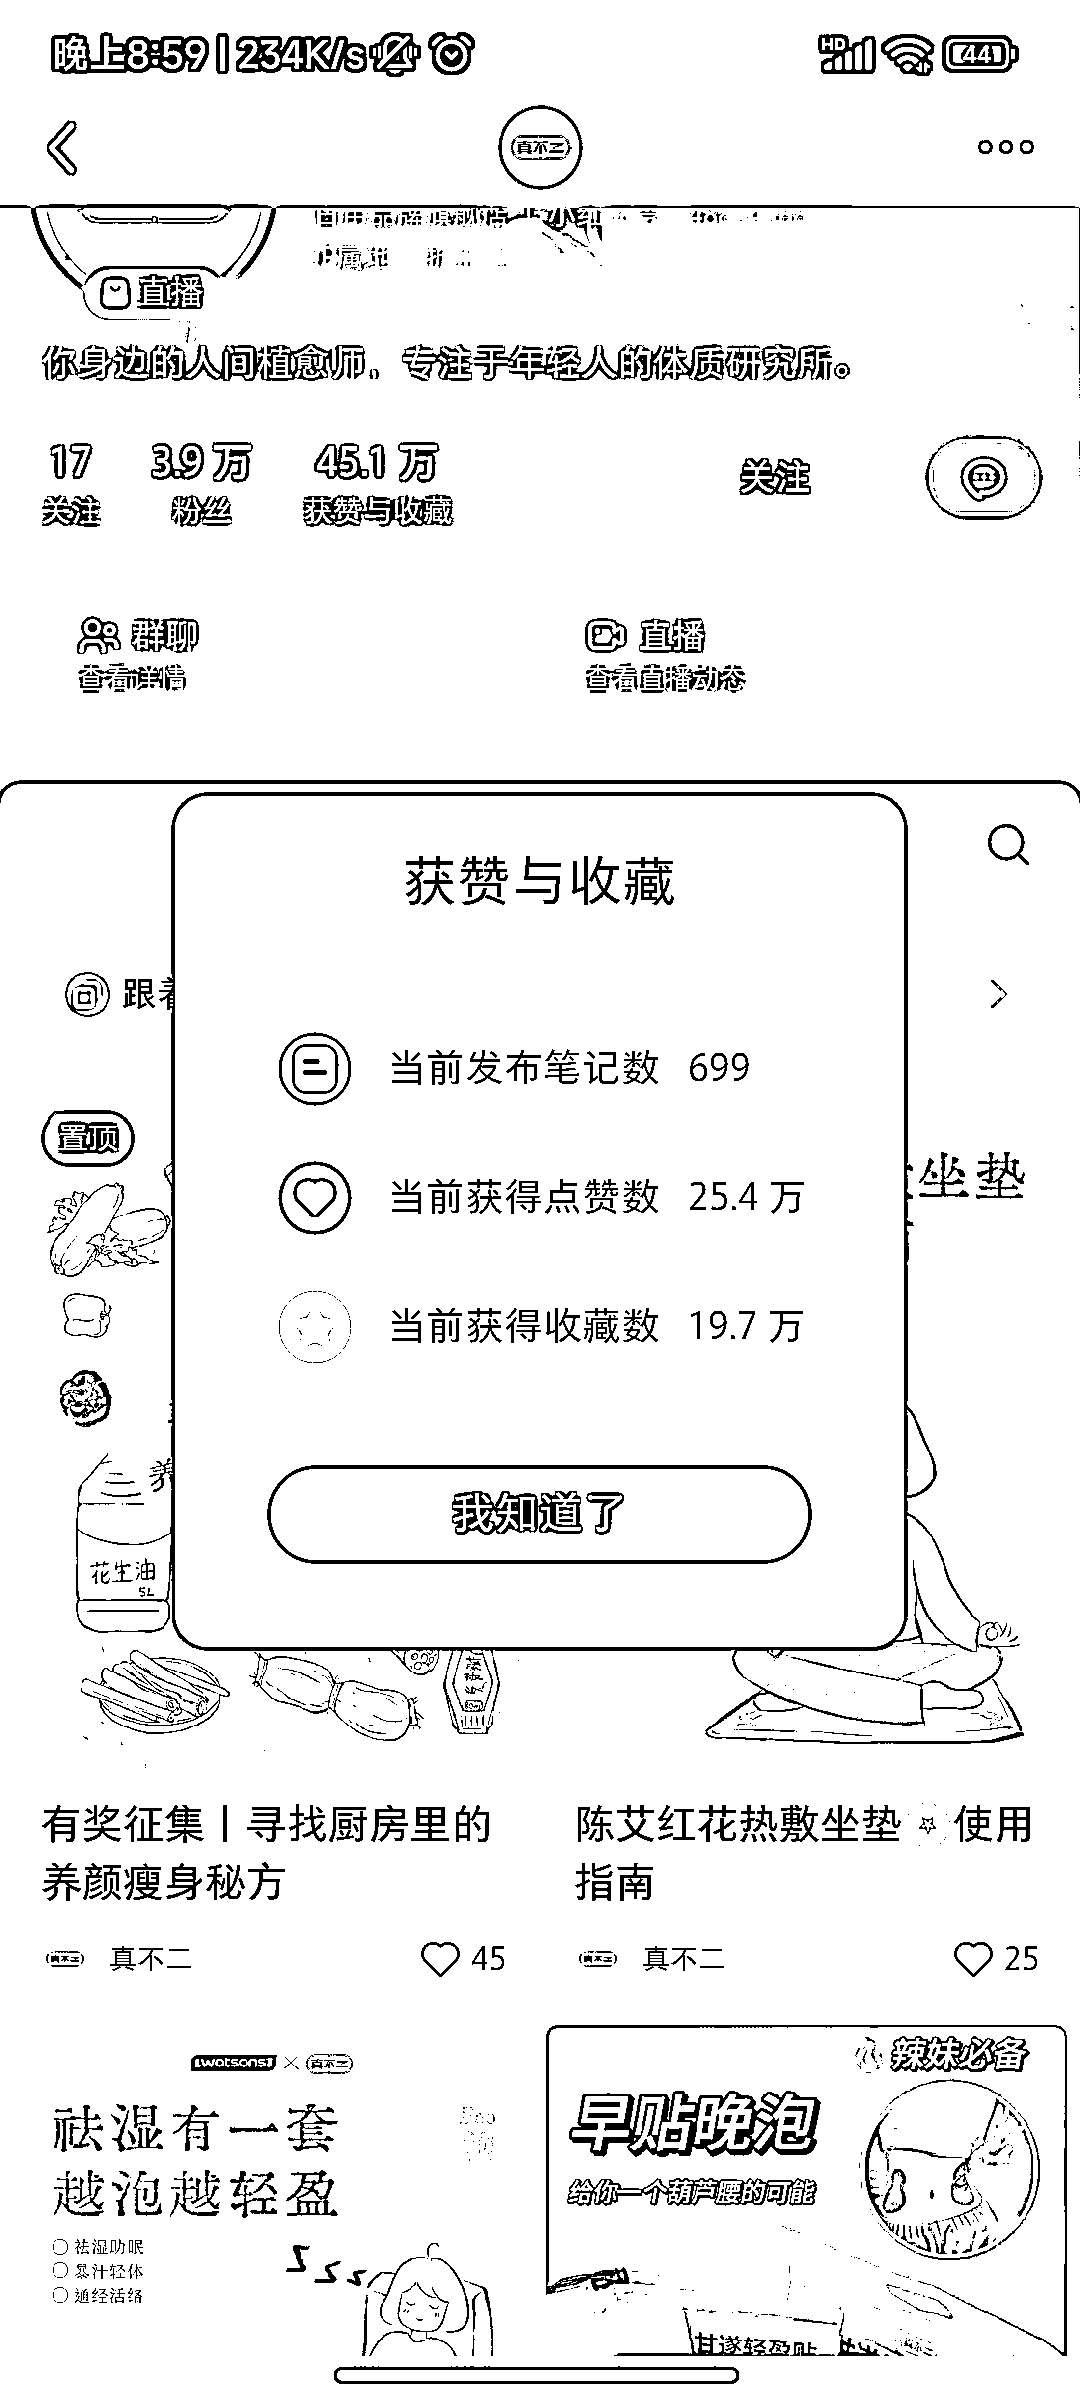 晚上8:59 | 234K/s
HD
44
真不二
直播
你身边的人间植愈师。专注于年轻人的体质研究所。
17 3.9万 45.1万
关注 粉丝 获赞与收藏
关注
群聊
查看详情
直播
查看直播动态
获赞与收藏
跟着
当前发布笔记数 699
置顶
坐垫
当前获得点赞数 25.4 万
当前获得收藏数 19.7 万
养
我知道了
花生油
5L
有奖征集 | 寻找厨房里的
养颜瘦身秘方
真不二 45
陈艾红花热敷坐垫 使用
指南
真不二 25
watsons × 真不二
祛湿有一套
越泡越轻盈
祛湿助眠
暴汁轻体
通经活络
辣妹必备
早贴晚泡
给你一个葫芦腰的可能
甘遂轻盈贴